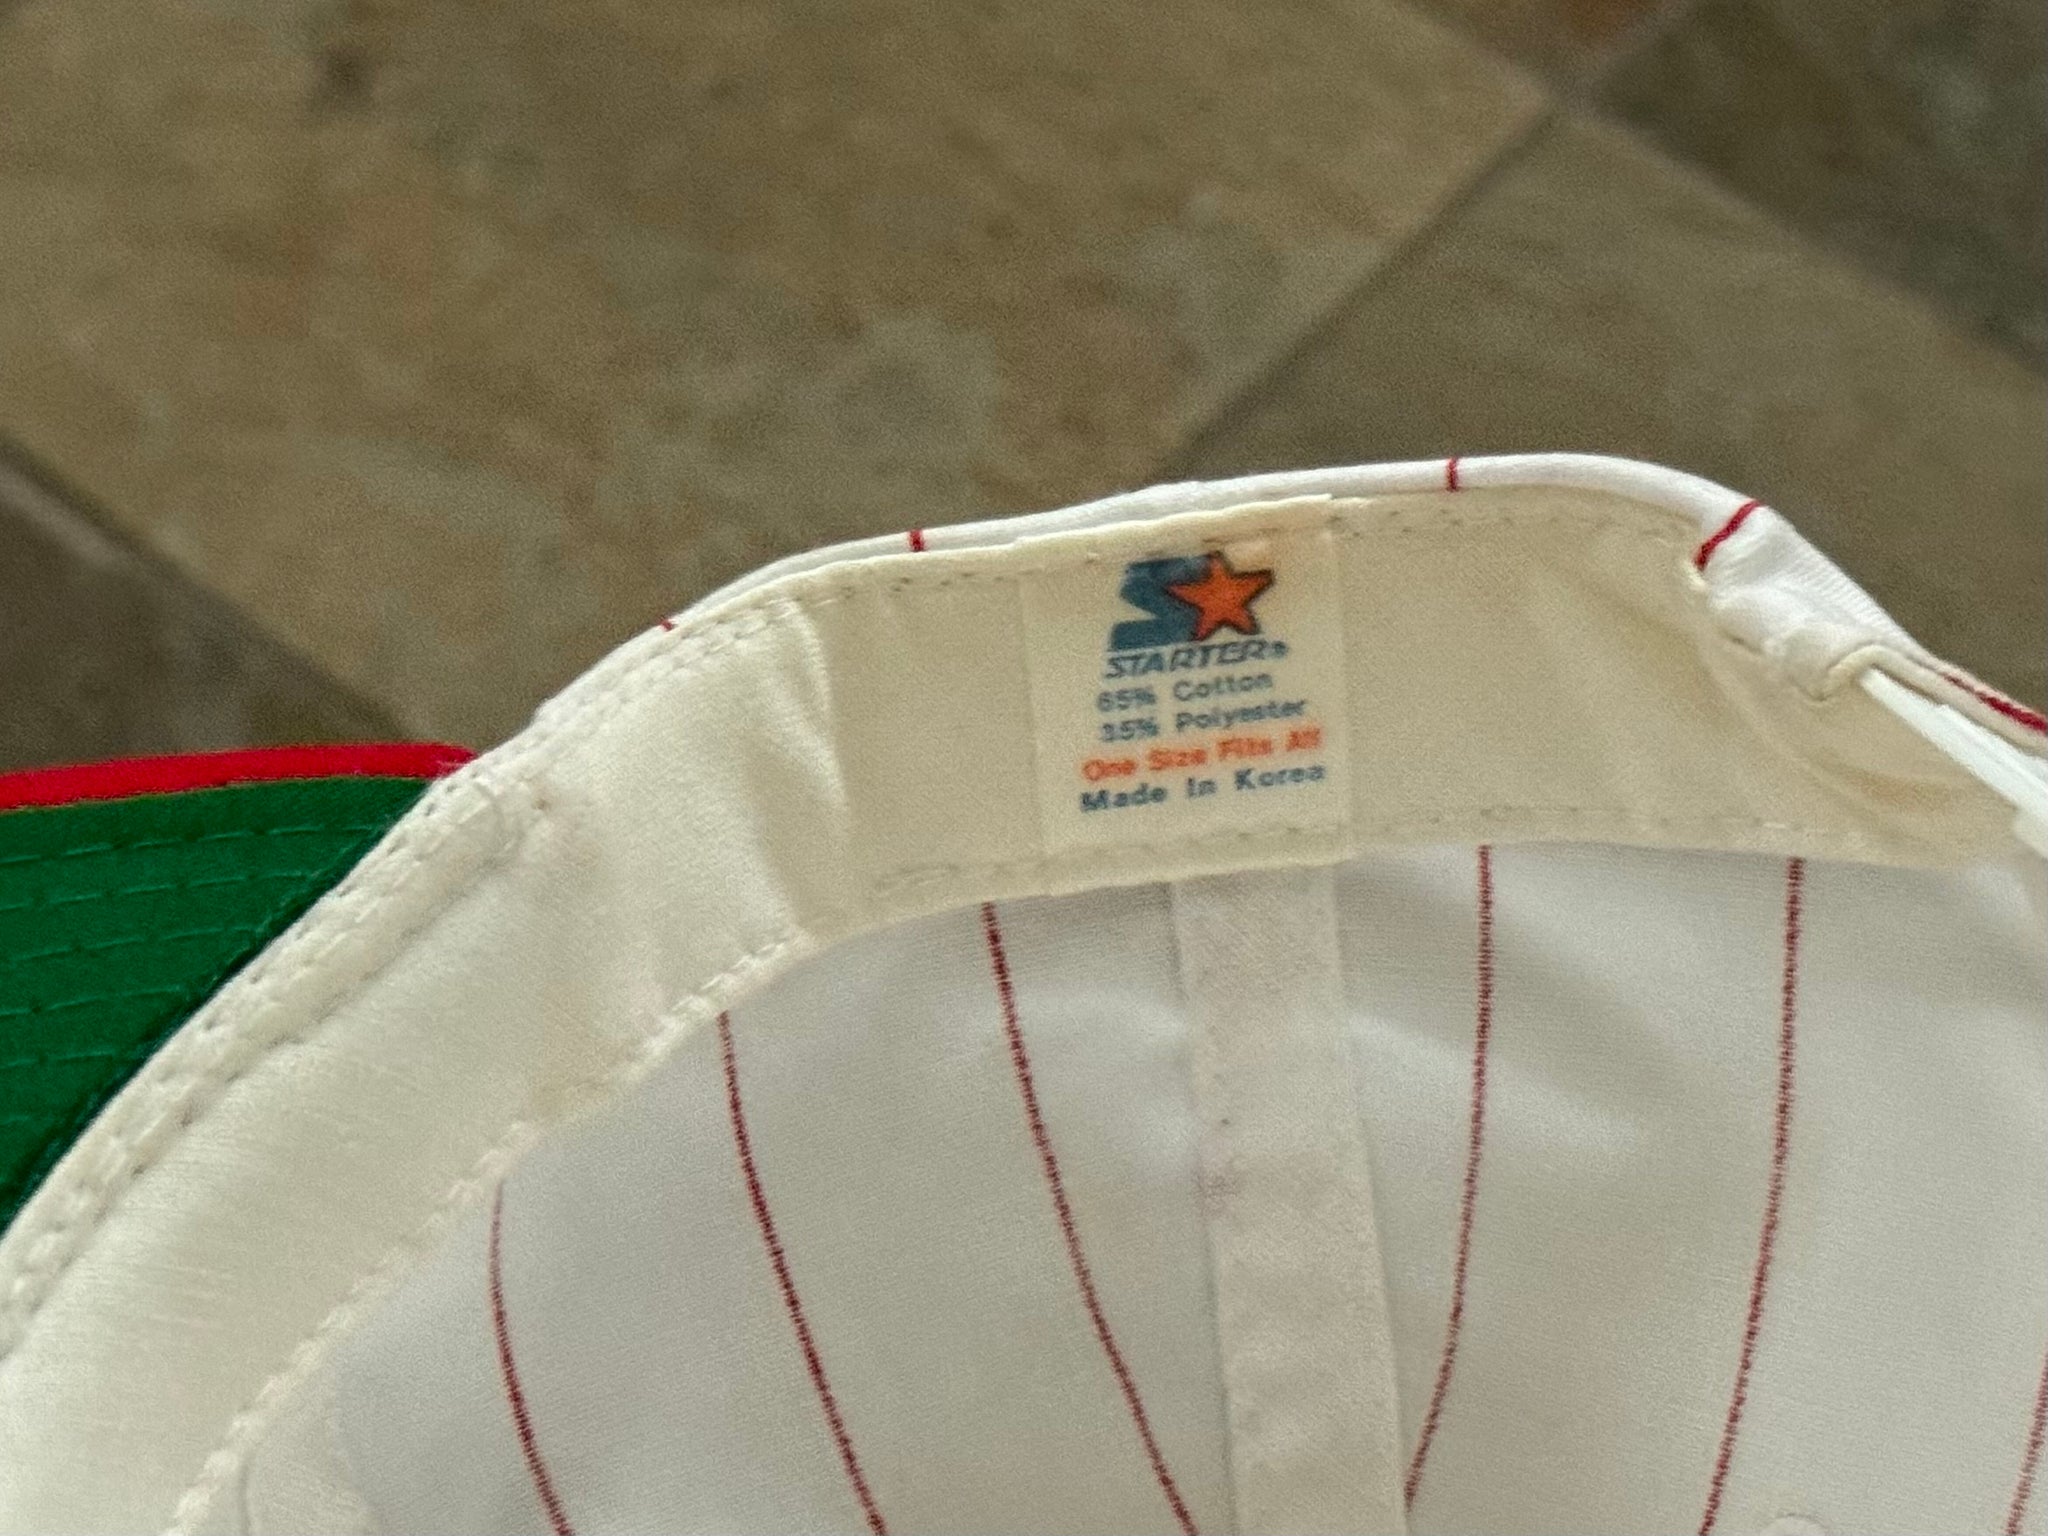 STARTER®
65% Cotton
35% Polyester
One Size Fits All
Made In Korea